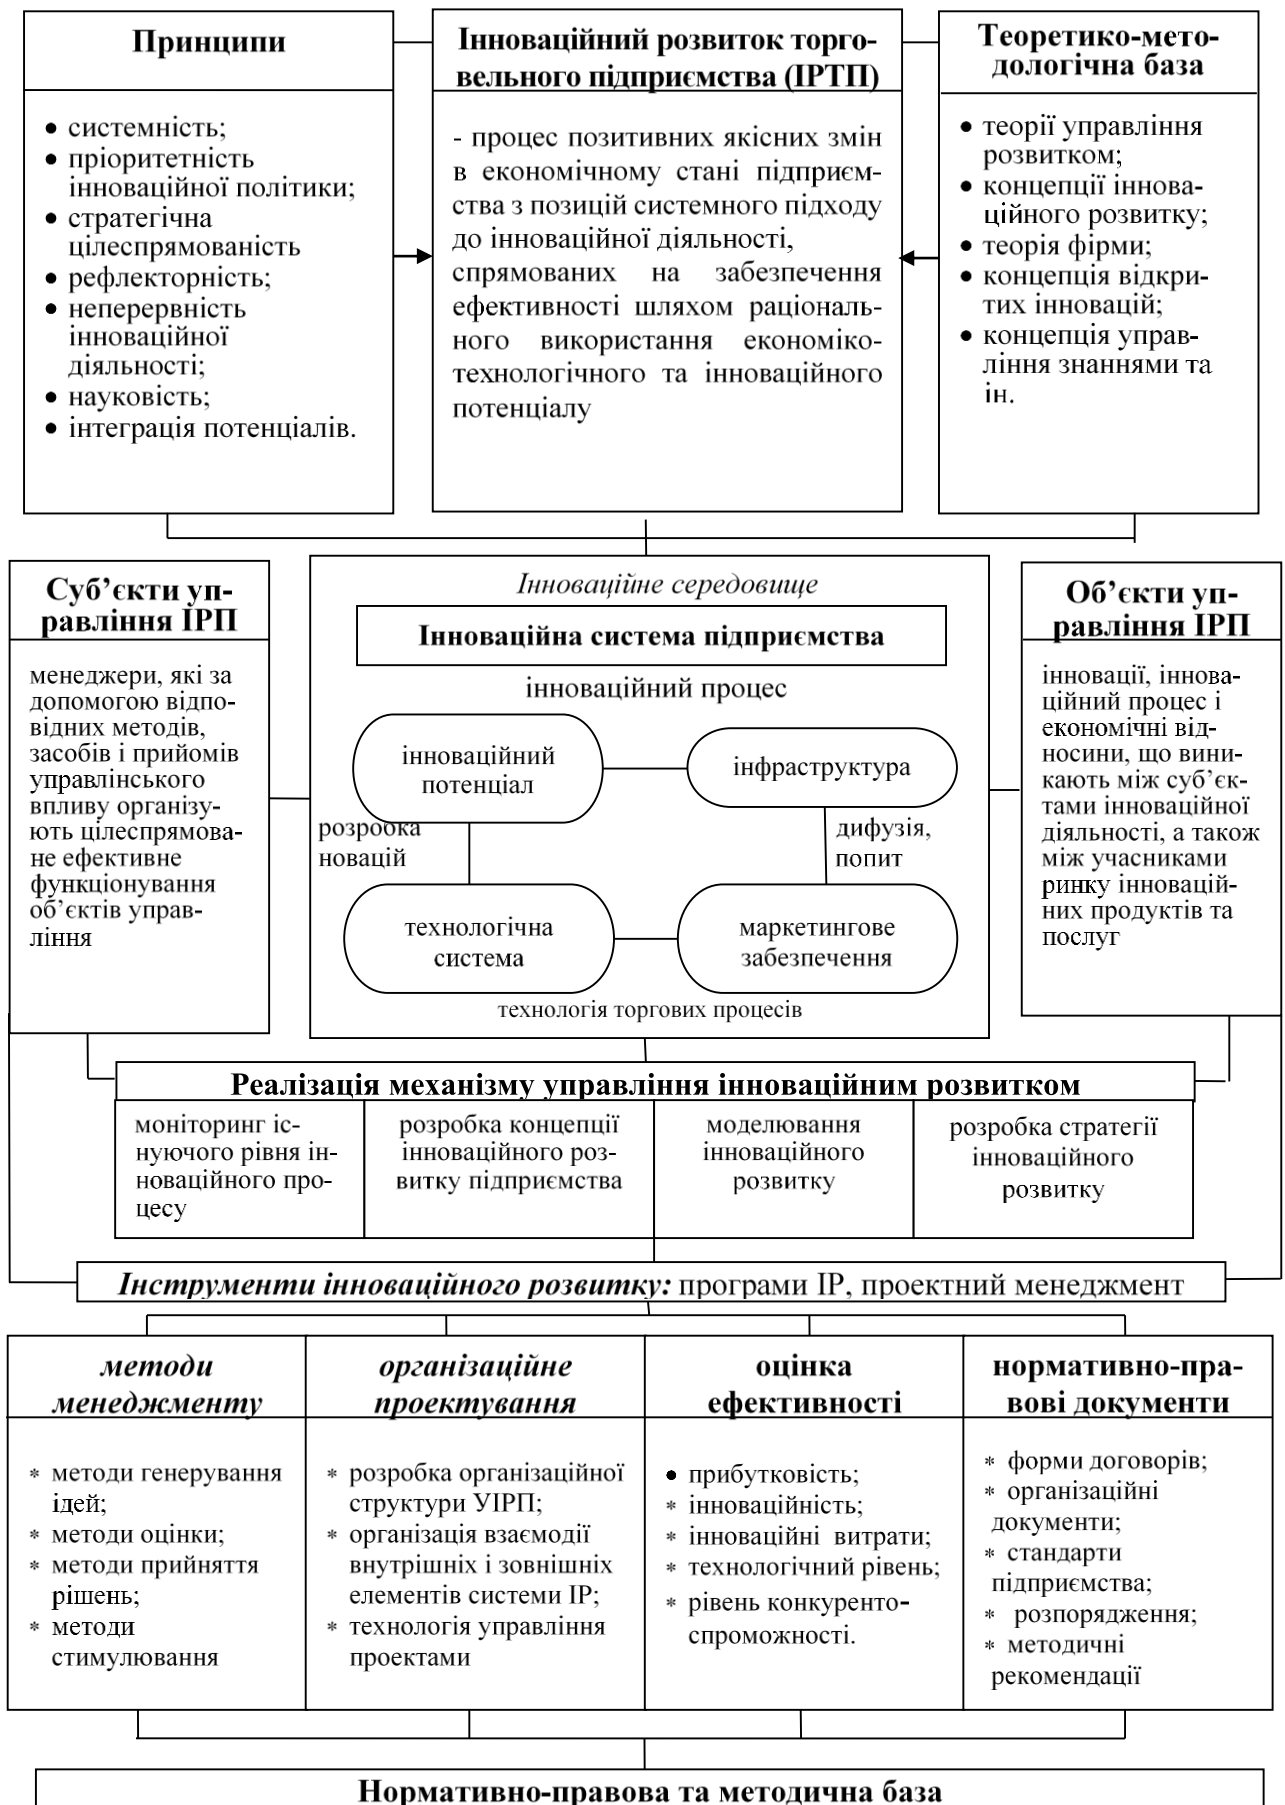 Принципи
системність;
пріоритетність
інноваційної політики;
стратегічна
цілеспрямованість
рефлекторність;
неперервність
інноваційної
діяльності;
науковість;
інтеграція потенціалів.
Інноваційний розвиток торго-
вельного підприємства (ІРТП)
- процес позитивних якісних змін
в економічному стані підприєм-
ства з позицій системного підходу
до інноваційної діяльності,
спрямованих на забезпечення
ефективності шляхом раціональ-
ного використання економіко-
технологічного та інноваційного
потенціалу
Теоретико-мето-
дологічна база
теорії управління
розвитком;
концепції іннова-
ційного розвитку;
теорія фірми;
концепція відкри-
тих інновацій;
концепція управ-
ління знаннями та
ін.
Суб’єкти уп-
равління ІРП
менеджери, які за
допомогою відпо-
відних методів,
засобів і прийомів
управлінського
впливу організу-
ють цілеспрямова-
не ефективне
функціонування
об’єктів управ-
ління
Інноваційне середовище
Інноваційна система підприємства
інноваційний процес
інноваційний
потенціал
інфраструктура
розробка
новацій
дифузія,
попит
технологічна
система
маркетингове
забезпечення
технологія торгових процесів
Об’єкти уп-
равління ІРП
інновації, іннова-
ційний процес і
економічні від-
носини, що вини-
кають між суб’єк-
тами інноваційної
діяльності, а також
між учасниками
ринку інновацій-
них продуктів та
послуг
Реалізація механізму управління інноваційним розвитком
моніторинг іс-
нуючого рівня ін-
новаційного про-
цесу
розробка концепції
інноваційного роз-
витку підприємства
моделювання
інноваційного
розвитку
розробка стратегії
інноваційного
розвитку
Інструменти інноваційного розвитку: програми ІР, проектний менеджмент
методи
менеджменту
* методи генерування
ідей;
* методи оцінки;
* методи прийняття
рішень;
* методи
стимулювання
організаційне
проектування
* розробка організаційної
структури УІРП;
* організація взаємодії
внутрішніх і зовнішніх
елементів системи ІР;
* технологія управління
проектами
оцінка
ефективності
прибутковість;
* інноваційність;
* інноваційні витрати;
* технологічний рівень;
* рівень конкуренто-
спроможності.
нормативно-пра-
вові документи
* форми договорів;
* організаційні
документи;
* стандарти
підприємства;
* розпорядження;
* методичні
рекомендації
Нормативно-правова та методична база